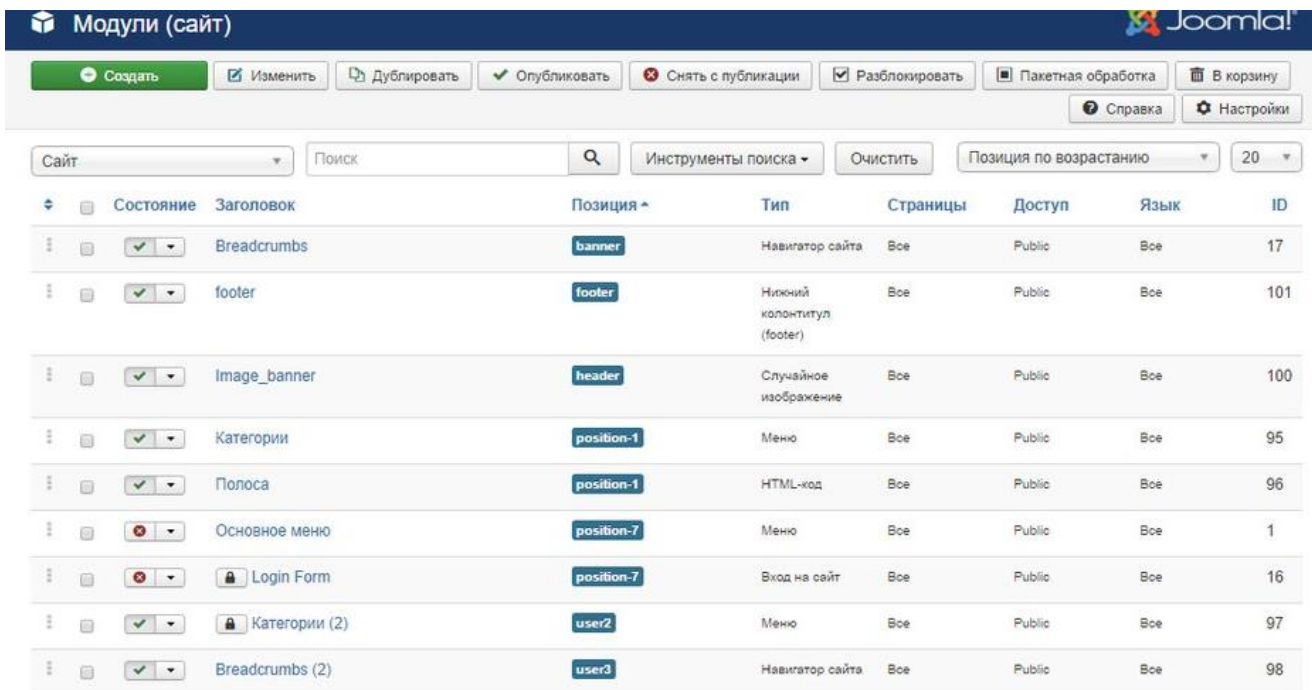 Модули (сайт) Joomla!®
Создать Изменить Дублировать Опубликовать Снять с публикации Разблокировать Пакетная обработка В корзину
Справка Настройки
Сайт Поиск Инструменты поиска Очистить Позиция по возрастанию 20
Состояние Заголовок Позиция Тип Страницы Доступ Язык ID
Breadcrumbs banner Навигатор сайта Все Public Все 17
footer footer Нижний Все Public Все 101
колонтитул
(footer)
Image_banner header Случайное Все Public Все 100
изображение
Категории position-1 Меню Все Public Все 95
Полоса position-1 HTML-код Все Public Все 96
Основное меню position-7 Меню Все Public Все 1
Login Form position-7 Вход на сайт Все Public Все 16
Категории (2) user2 Меню Все Public Все 97
Breadcrumbs (2) user3 Навигатор сайта Все Public Все 98